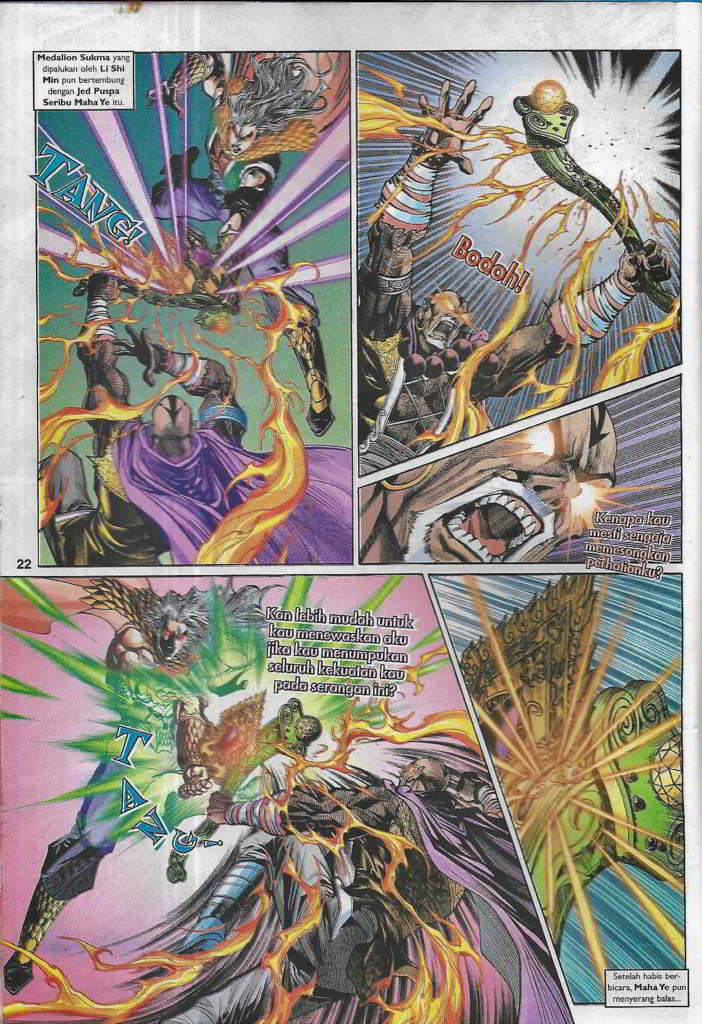 Medalion Sukma yang
dipalukan oleh Li Shi
Min pun bertembung
dengan Jed Puspa
Seribu Maha Ye itu.
TANG!
Bodoh!
Kenapa kau
mesti sengaja
memesongkan
perhatianku?
22
Kan lebih mudah untuk
kau menewaskan aku
jika kau menumpukan
seluruh kekuatan kau
pada serangan ini?
TANG!
Setelah habis ber-
bicara, Maha Ye pun
menyerang balas...